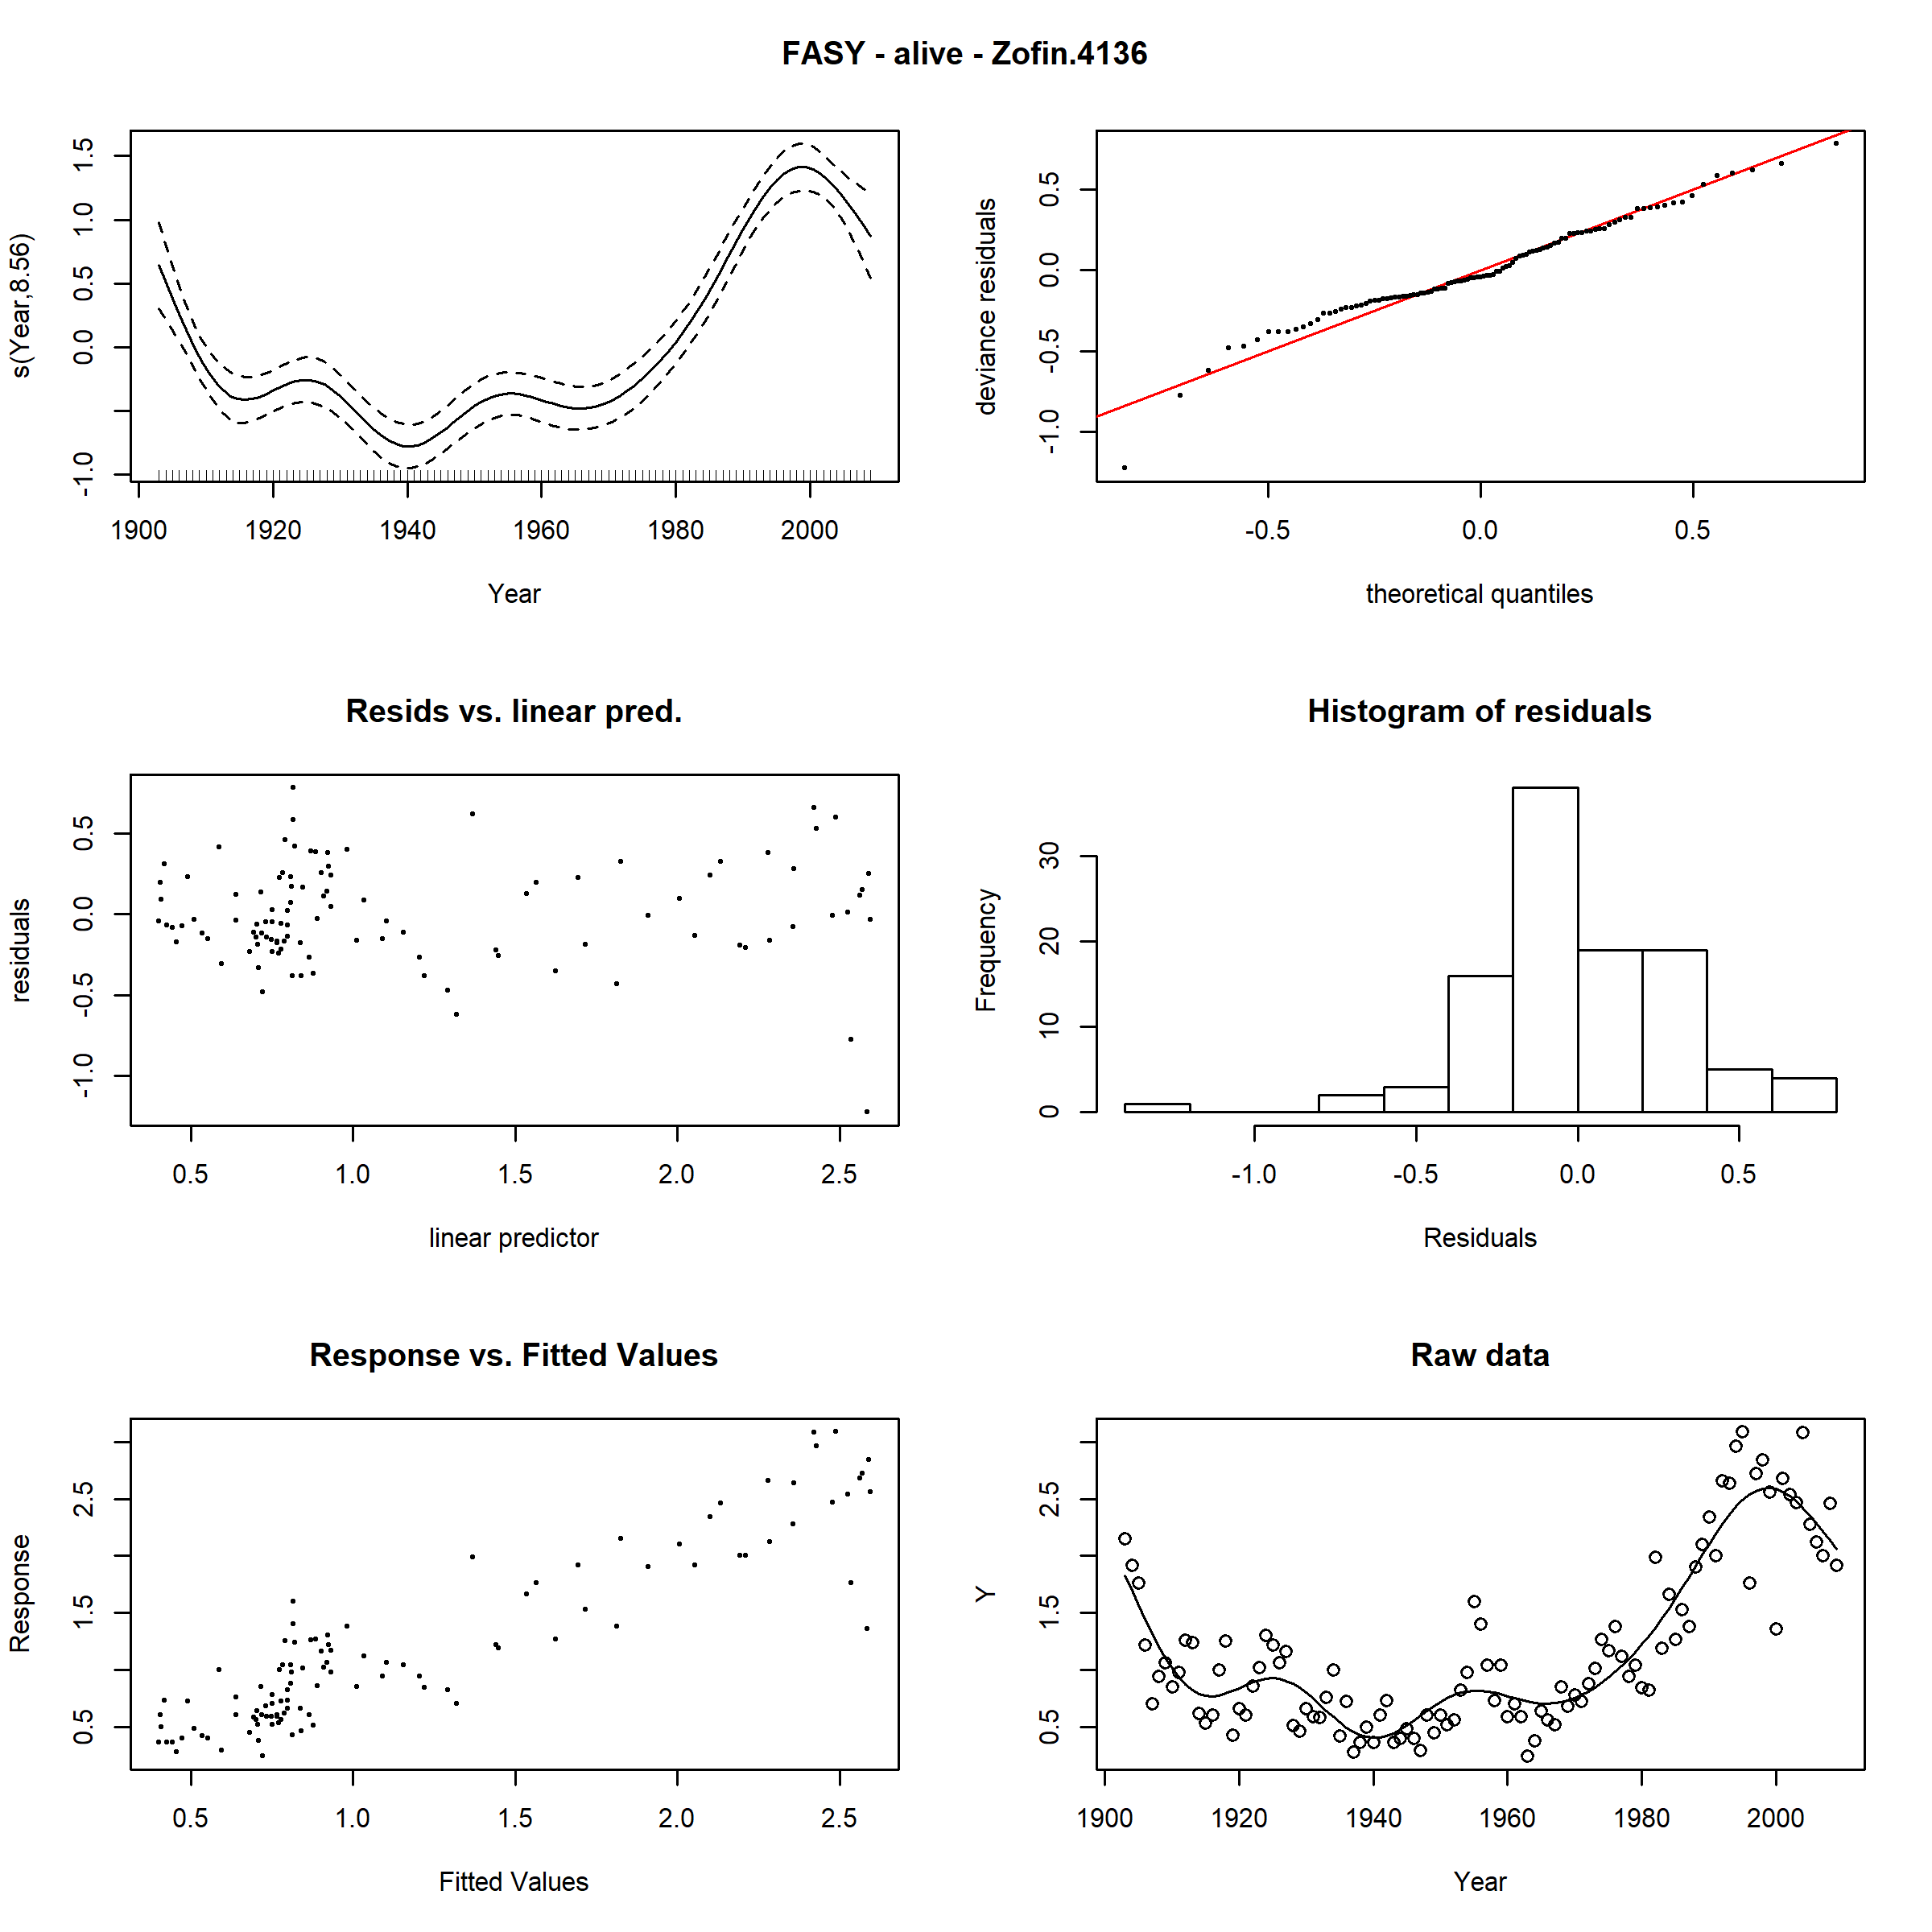 FASY - alive - Zofin.4136
s(Year,8.56)
-1.0 0.0 0.5 1.0 1.5
1900 1920 1940 1960 1980 2000
Year
deviance residuals
-1.0 -0.5 0.0 0.5
-0.5 0.0 0.5
theoretical quantiles
Resids vs. linear pred.
residuals
-1.0 -0.5 0.0 0.5
0.5 1.0 1.5 2.0 2.5
linear predictor
Histogram of residuals
Frequency
0 10 20 30
-1.0 -0.5 0.0 0.5
Residuals
Response vs. Fitted Values
Response
0.5 1.5 2.5
0.5 1.0 1.5 2.0 2.5
Fitted Values
Raw data
Y
0.5 1.5 2.5
1900 1920 1940 1960 1980 2000
Year